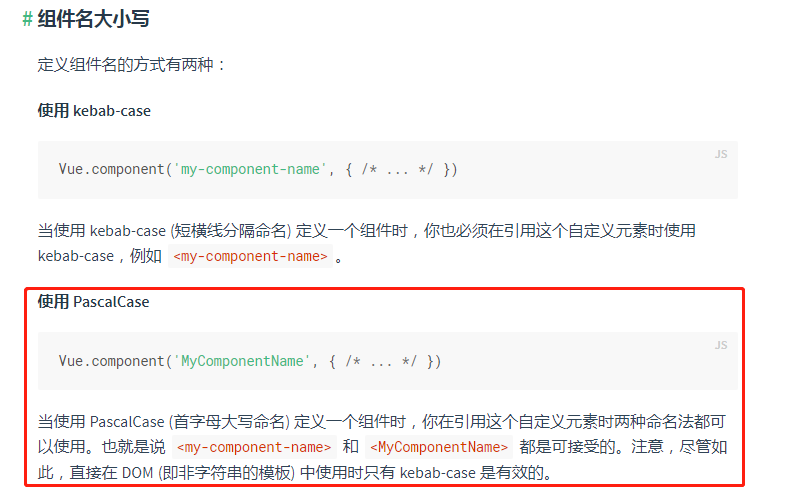 # 组件名大小写
定义组件名的方式有两种：
使用 kebab-case
JS
Vue.component('my-component-name', { /* ... */ })
当使用 kebab-case (短横线分隔命名) 定义一个组件时，你也必须在引用这个自定义元素时使用
kebab-case，例如 <my-component-name>。
使用 PascalCase
JS
Vue.component('MyComponentName', { /* ... */ })
当使用 PascalCase (首字母大写命名) 定义一个组件时，你在引用这个自定义元素时两种命名法都可
以使用。也就是说 <my-component-name> 和 <MyComponentName> 都是可接受的。注意，尽管如
此，直接在 DOM (即非字符串的模板) 中使用时只有 kebab-case 是有效的。